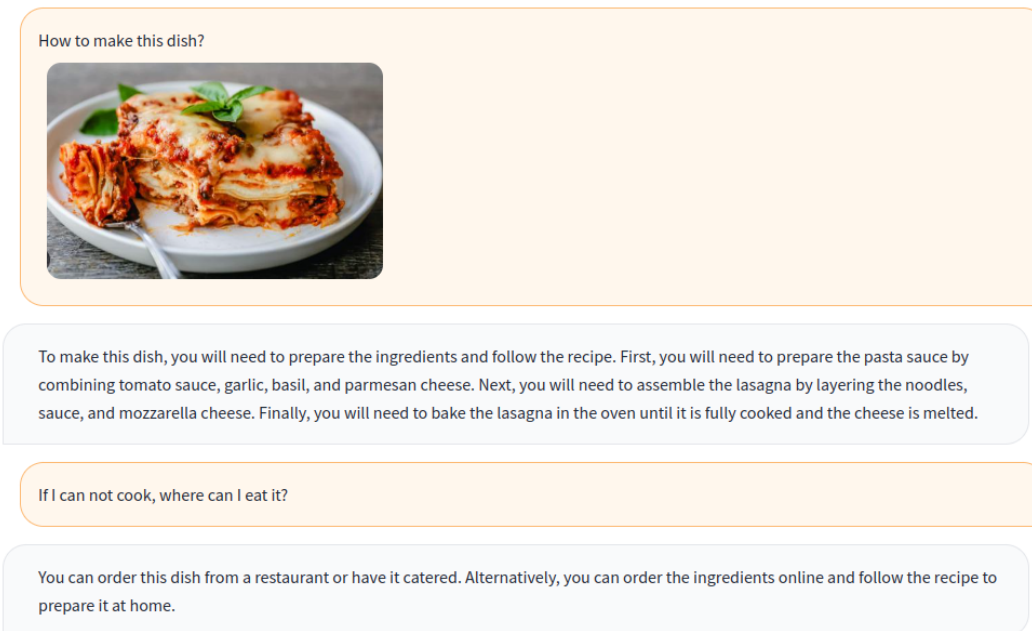 How to make this dish?
To make this dish, you will need to prepare the ingredients and follow the recipe. First, you will need to prepare the pasta sauce by
combining tomato sauce, garlic, basil, and parmesan cheese. Next, you will need to assemble the lasagna by layering the noodles,
sauce, and mozzarella cheese. Finally, you will need to bake the lasagna in the oven until it is fully cooked and the cheese is melted.
If I can not cook, where can I eat it?
You can order this dish from a restaurant or have it catered. Alternatively, you can order the ingredients online and follow the recipe to
prepare it at home.